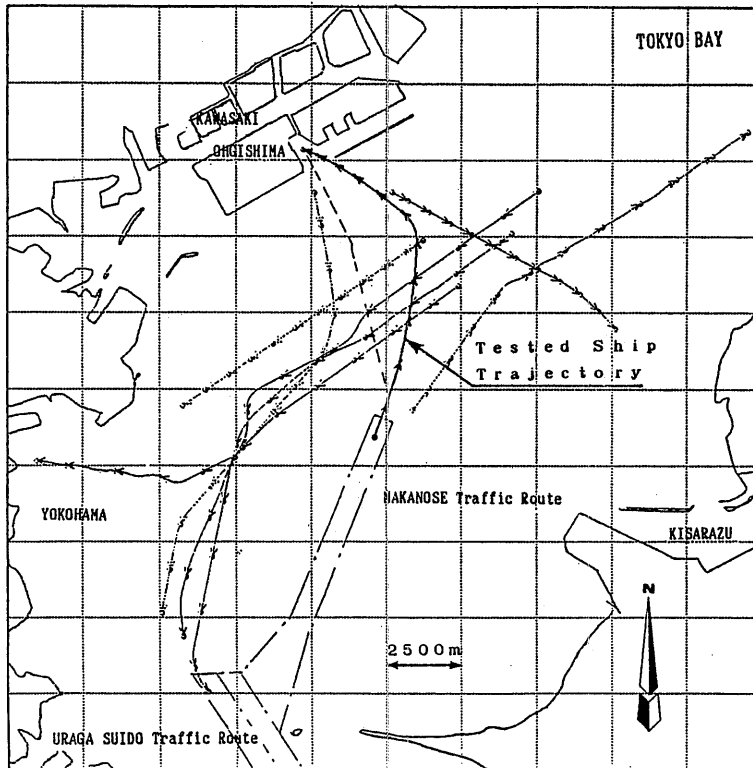 TOKYO BAY
KAWASAKI
OHGISHIMA
Tested Ship
Trajectory
NAKANOSE Traffic Route
YOKOHAMA
KISARAZU
N
2500m
URAGA SUIDO Traffic Route